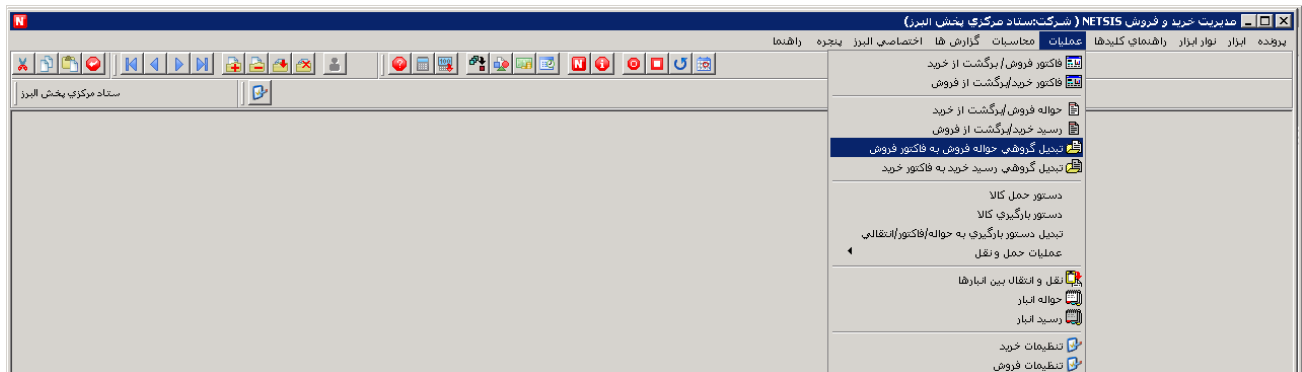 مدیریت خرید و فروش NETSIS ( شرکت:ستاد مرکزي پخش البرز)
پرونده ابزار نوار ابزار راهنماي کلیدها عملیات محاسبات گزارش ها اختصاصي البرز پنجره راهنما
فاکتور فروش/ برگشت از خرید
فاکتور خرید/برگشت از فروش
ستاد مرکزي پخش البرز
حواله فروش/برگشت از خرید
رسید خرید/برگشت از فروش
تبدیل گروهي حواله فروش به فاکتور فروش
تبدیل گروهي رسید خرید به فاکتور خرید
دستور حمل کالا
دستور بارگیري کالا
تبدیل دستور بارگیري به حواله/فاکتور/انتقالي
عملیات حمل و نقل
نقل و انتقال بین انبارها
حواله انبار
رسید انبار
تنظیمات خرید
تنظیمات فروش